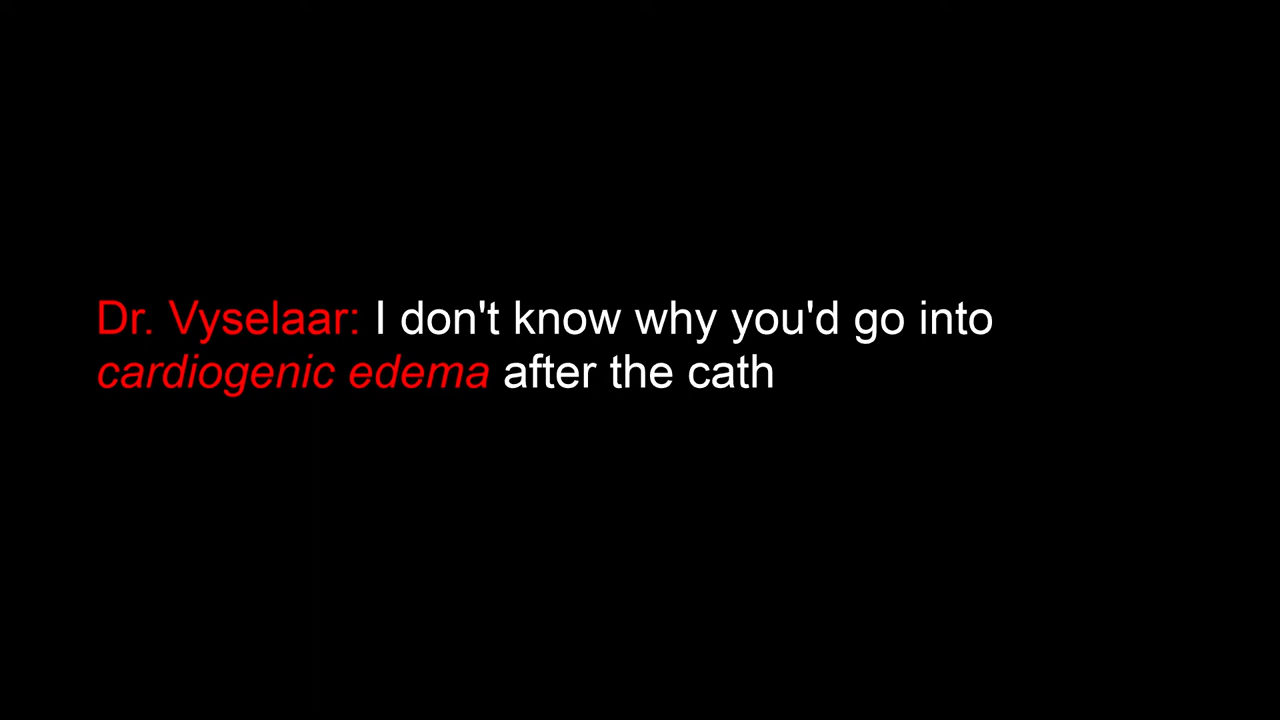 Dr. Vyselaar: I don't know why you'd go into
cardiogenic edema after the cath